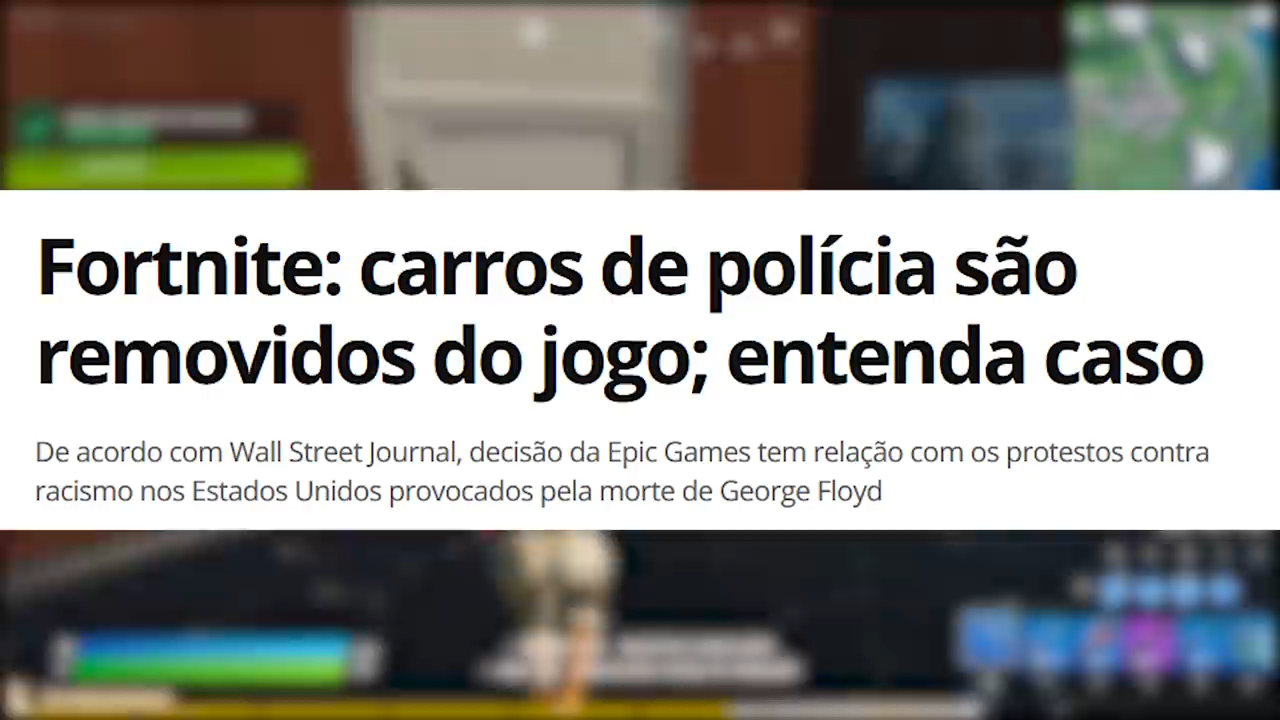 Fortnite: carros de polícia são
removidos do jogo; entenda caso
De acordo com Wall Street Journal, decisão da Epic Games tem relação com os protestos contra
racismo nos Estados Unidos provocados pela morte de George Floyd